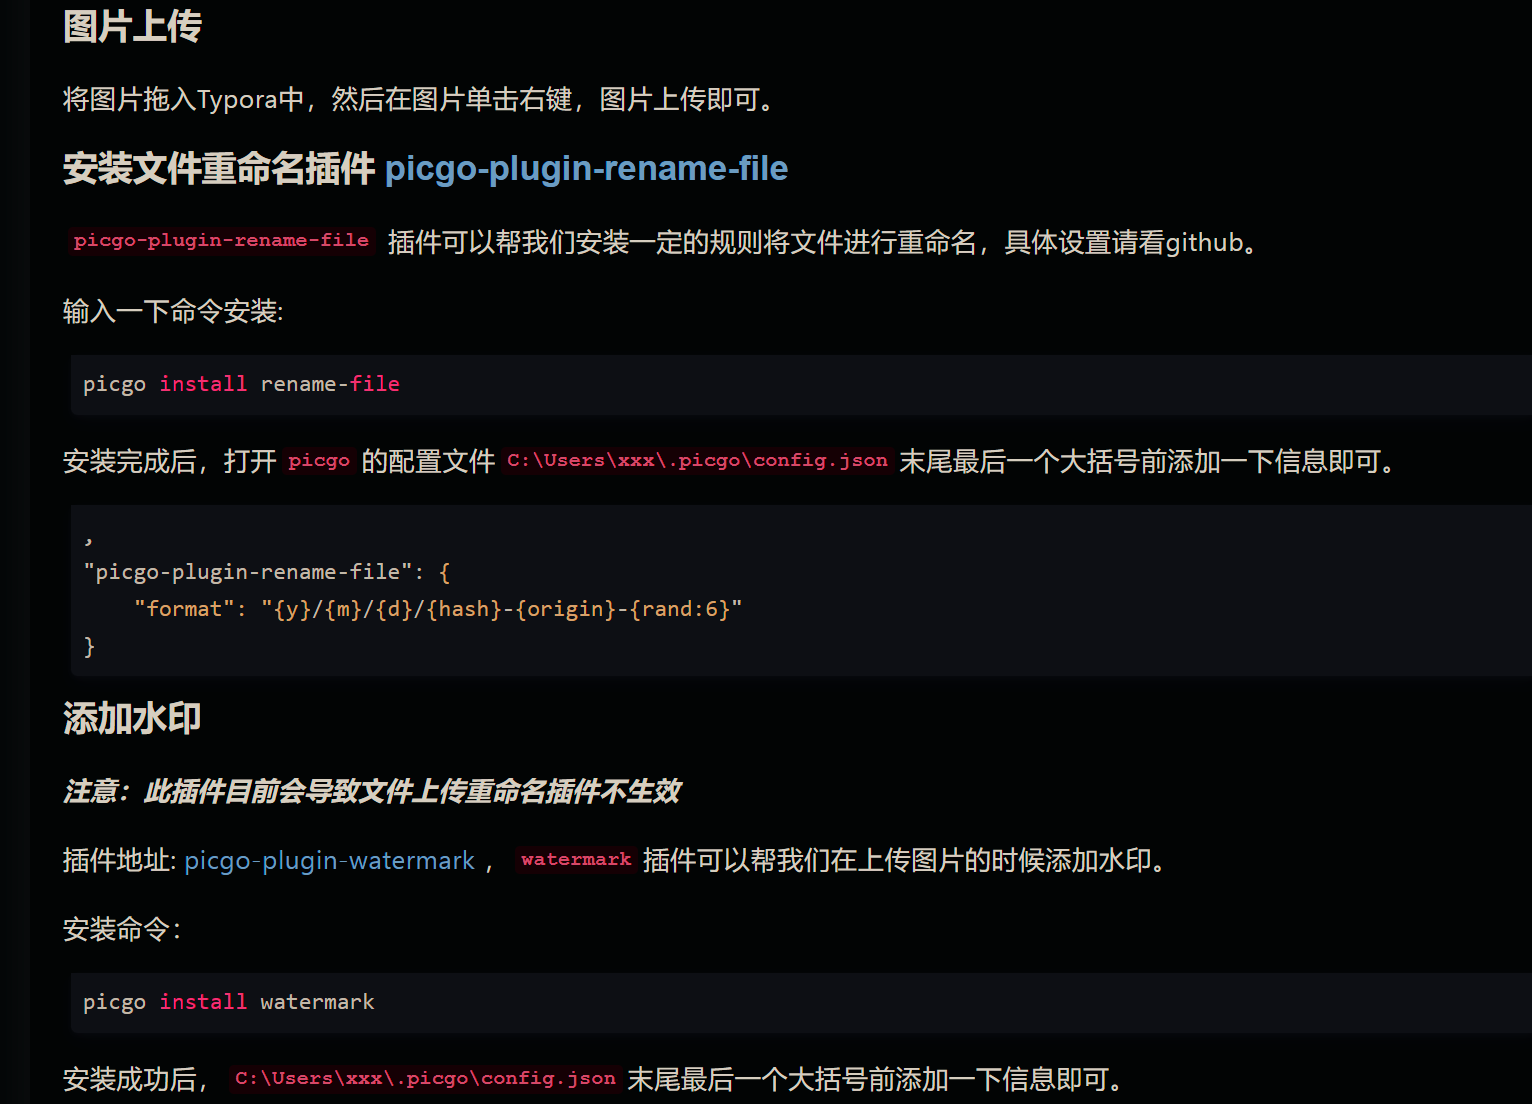 图片上传
将图片拖入Typora中，然后在图片单击右键，图片上传即可。
安装文件重命名插件 picgo-plugin-rename-file
picgo-plugin-rename-file 插件可以帮我们安装一定的规则将文件进行重命名，具体设置请看github。
输入一下命令安装:
picgo install rename-file
安装完成后，打开 picgo 的配置文件 C:\Users\xxx\.picgo\config.json 末尾最后一个大括号前添加一下信息即可。
,
"picgo-plugin-rename-file": {
    "format": "{y}/{m}/{d}/{hash}-{origin}-{rand:6}"
}
添加水印
注意：此插件目前会导致文件上传重命名插件不生效
插件地址: picgo-plugin-watermark ， watermark 插件可以帮我们在上传图片的时候添加水印。
安装命令：
picgo install watermark
安装成功后， C:\Users\xxx\.picgo\config.json 末尾最后一个大括号前添加一下信息即可。